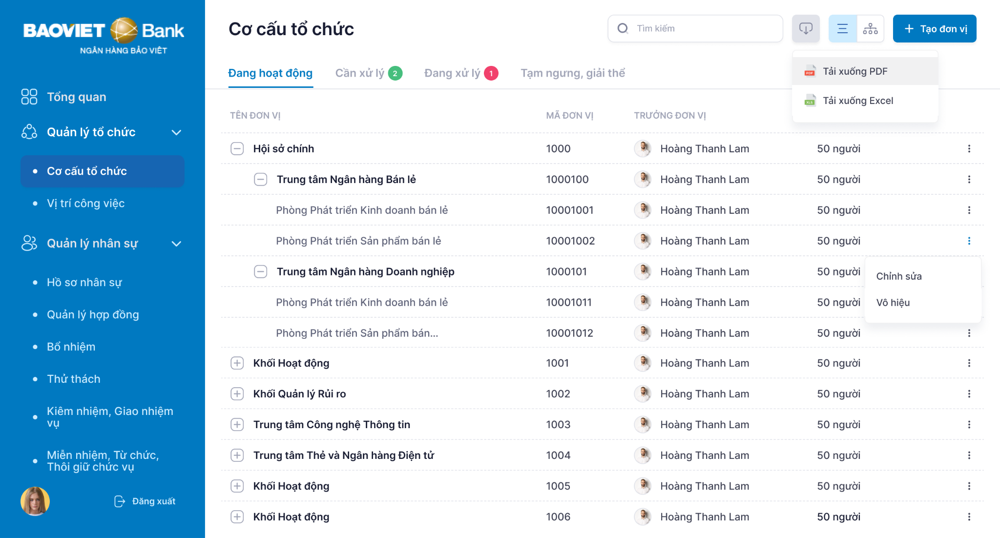 BAOVIET Bank
NGÂN HÀNG BẢO VIỆT
Tổng quan
Quản lý tổ chức
Cơ cấu tổ chức
Vị trí công việc
Quản lý nhân sự
Hồ sơ nhân sự
Quản lý hợp đồng
Bổ nhiệm
Thử thách
Kiêm nhiệm, Giao nhiệm
vụ
Miễn nhiệm, Từ chức,
Thôi giữ chức vụ
Đăng xuất
Cơ cấu tổ chức
Tìm kiếm
Tạo đơn vị
Đang hoạt động
Cần xử lý 2
Đang xử lý 1
Tạm ngưng, giải thể
PDF Tải xuống PDF
XLS Tải xuống Excel
TÊN ĐƠN VỊ MÃ ĐƠN VỊ TRƯỞNG ĐƠN VỊ
Hội sở chính 1000 Hoàng Thanh Lam 50 người
Trung tâm Ngân hàng Bán lẻ 1000100 Hoàng Thanh Lam 50 người
Phòng Phát triển Kinh doanh bán lẻ 10001001 Hoàng Thanh Lam 50 người
Phòng Phát triển Sản phẩm bán lẻ 10001002 Hoàng Thanh Lam 50 người
Trung tâm Ngân hàng Doanh nghiệp 1000101 Hoàng Thanh Lam 50 người
Chỉnh sửa
Phòng Phát triển Kinh doanh bán lẻ 10001011 Hoàng Thanh Lam 50 người
Vô hiệu
Phòng Phát triển Sản phẩm bán... 10001012 Hoàng Thanh Lam 50 người
Khối Hoạt động 1001 Hoàng Thanh Lam 50 người
Khối Quản lý Rủi ro 1002 Hoàng Thanh Lam 50 người
Trung tâm Công nghệ Thông tin 1003 Hoàng Thanh Lam 50 người
Trung tâm Thẻ và Ngân hàng Điện tử 1004 Hoàng Thanh Lam 50 người
Khối Hoạt động 1005 Hoàng Thanh Lam 50 người
Khối Hoạt động 1006 Hoàng Thanh Lam 50 người